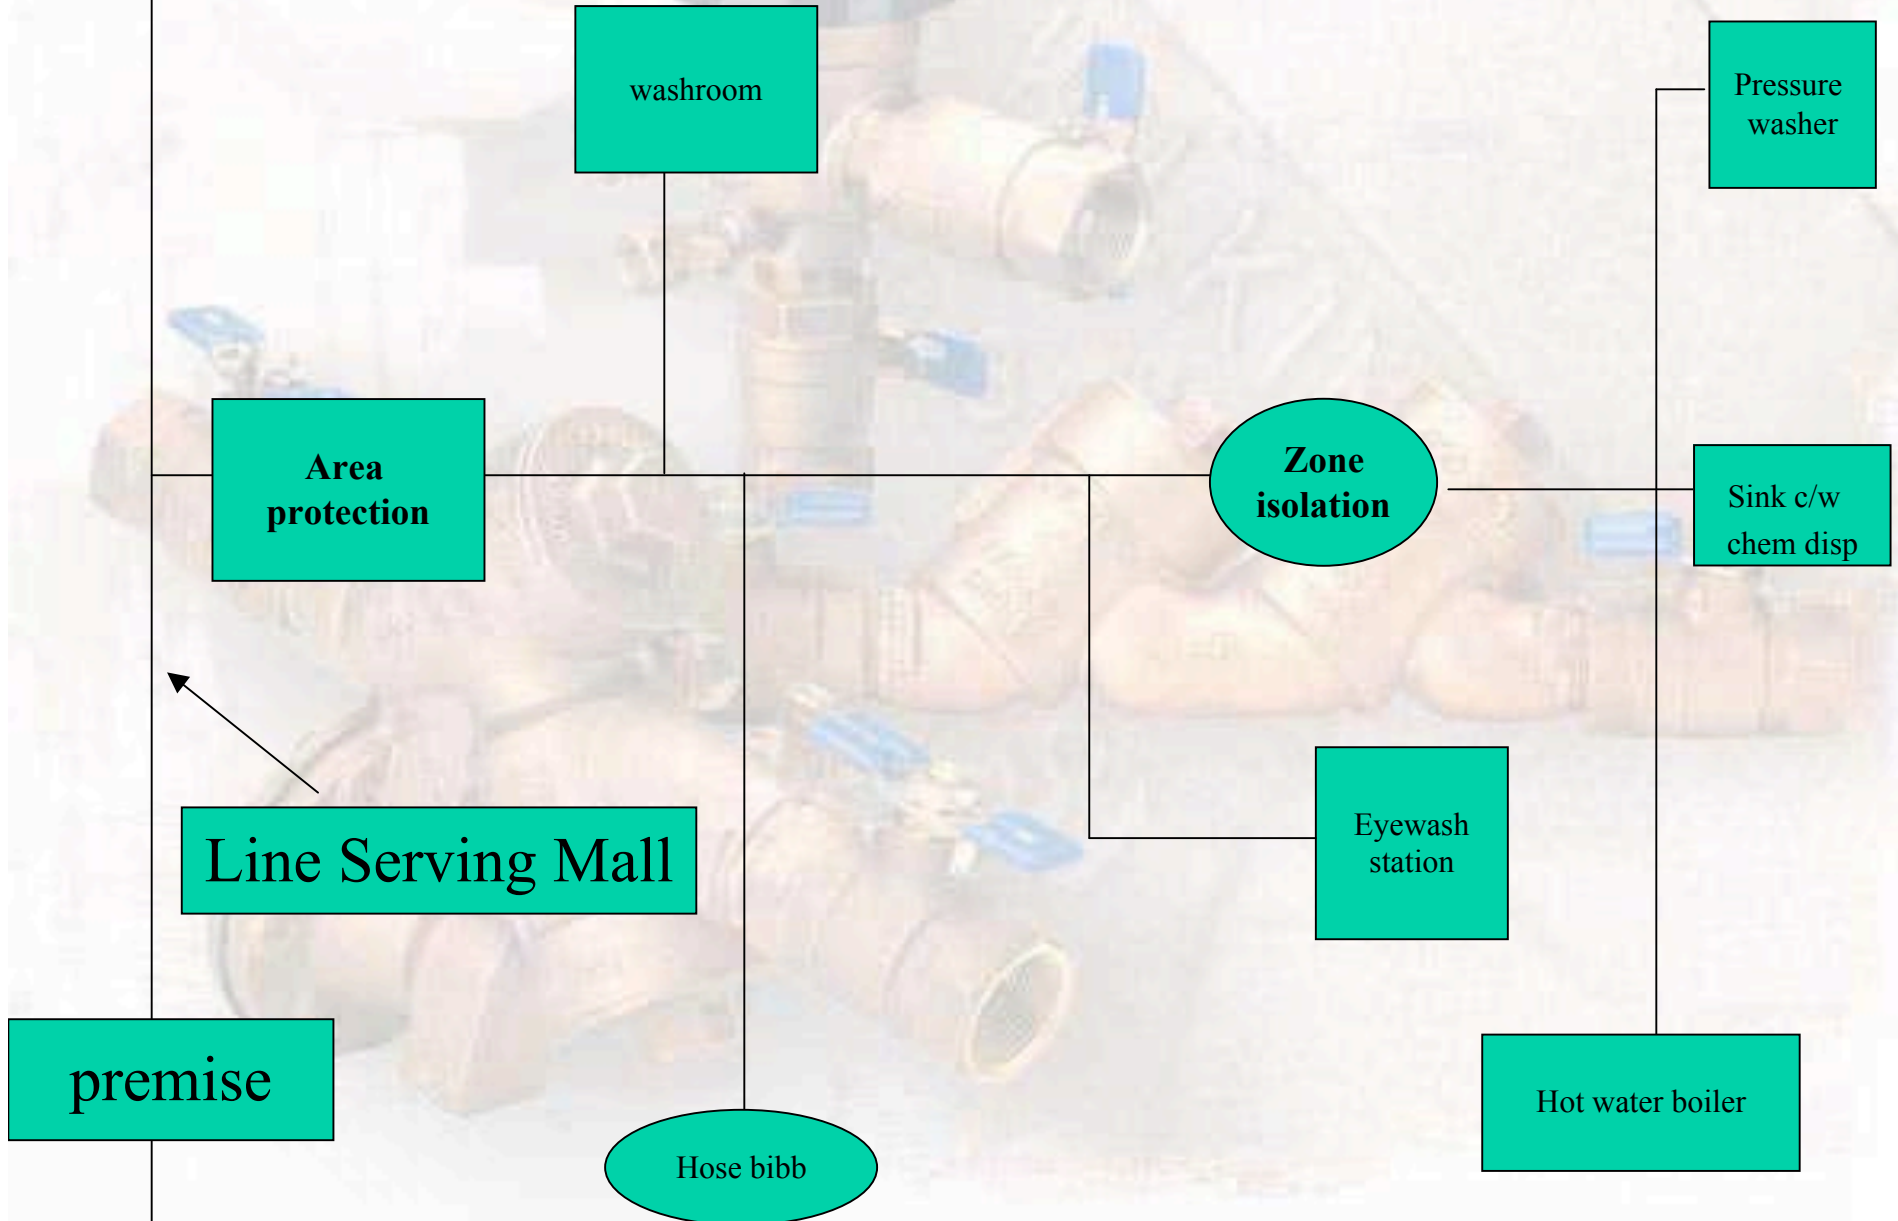 washroom
Pressure
washer
Area
protection
Zone
isolation
Sink c/w
chem disp
Line Serving Mall
Eyewash
station
premise
Hot water boiler
Hose bibb